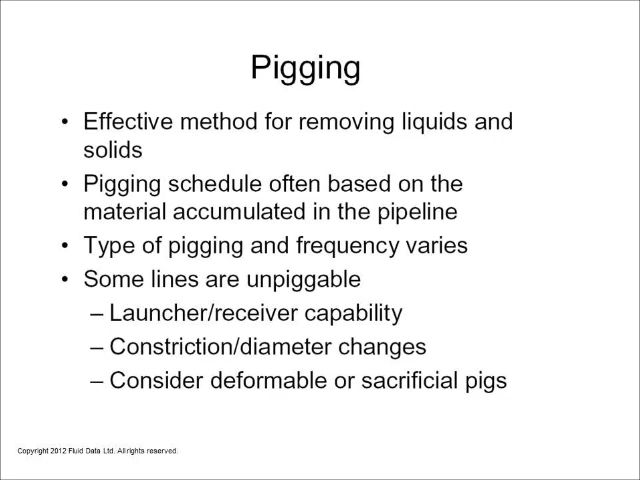 Pigging
• Effective method for removing liquids and
solids
• Pigging schedule often based on the
material accumulated in the pipeline
• Type of pigging and frequency varies
• Some lines are unpiggable
– Launcher/receiver capability
– Constriction/diameter changes
– Consider deformable or sacrificial pigs
Copyright 2012 Fluid Data Ltd. All rights reserved.